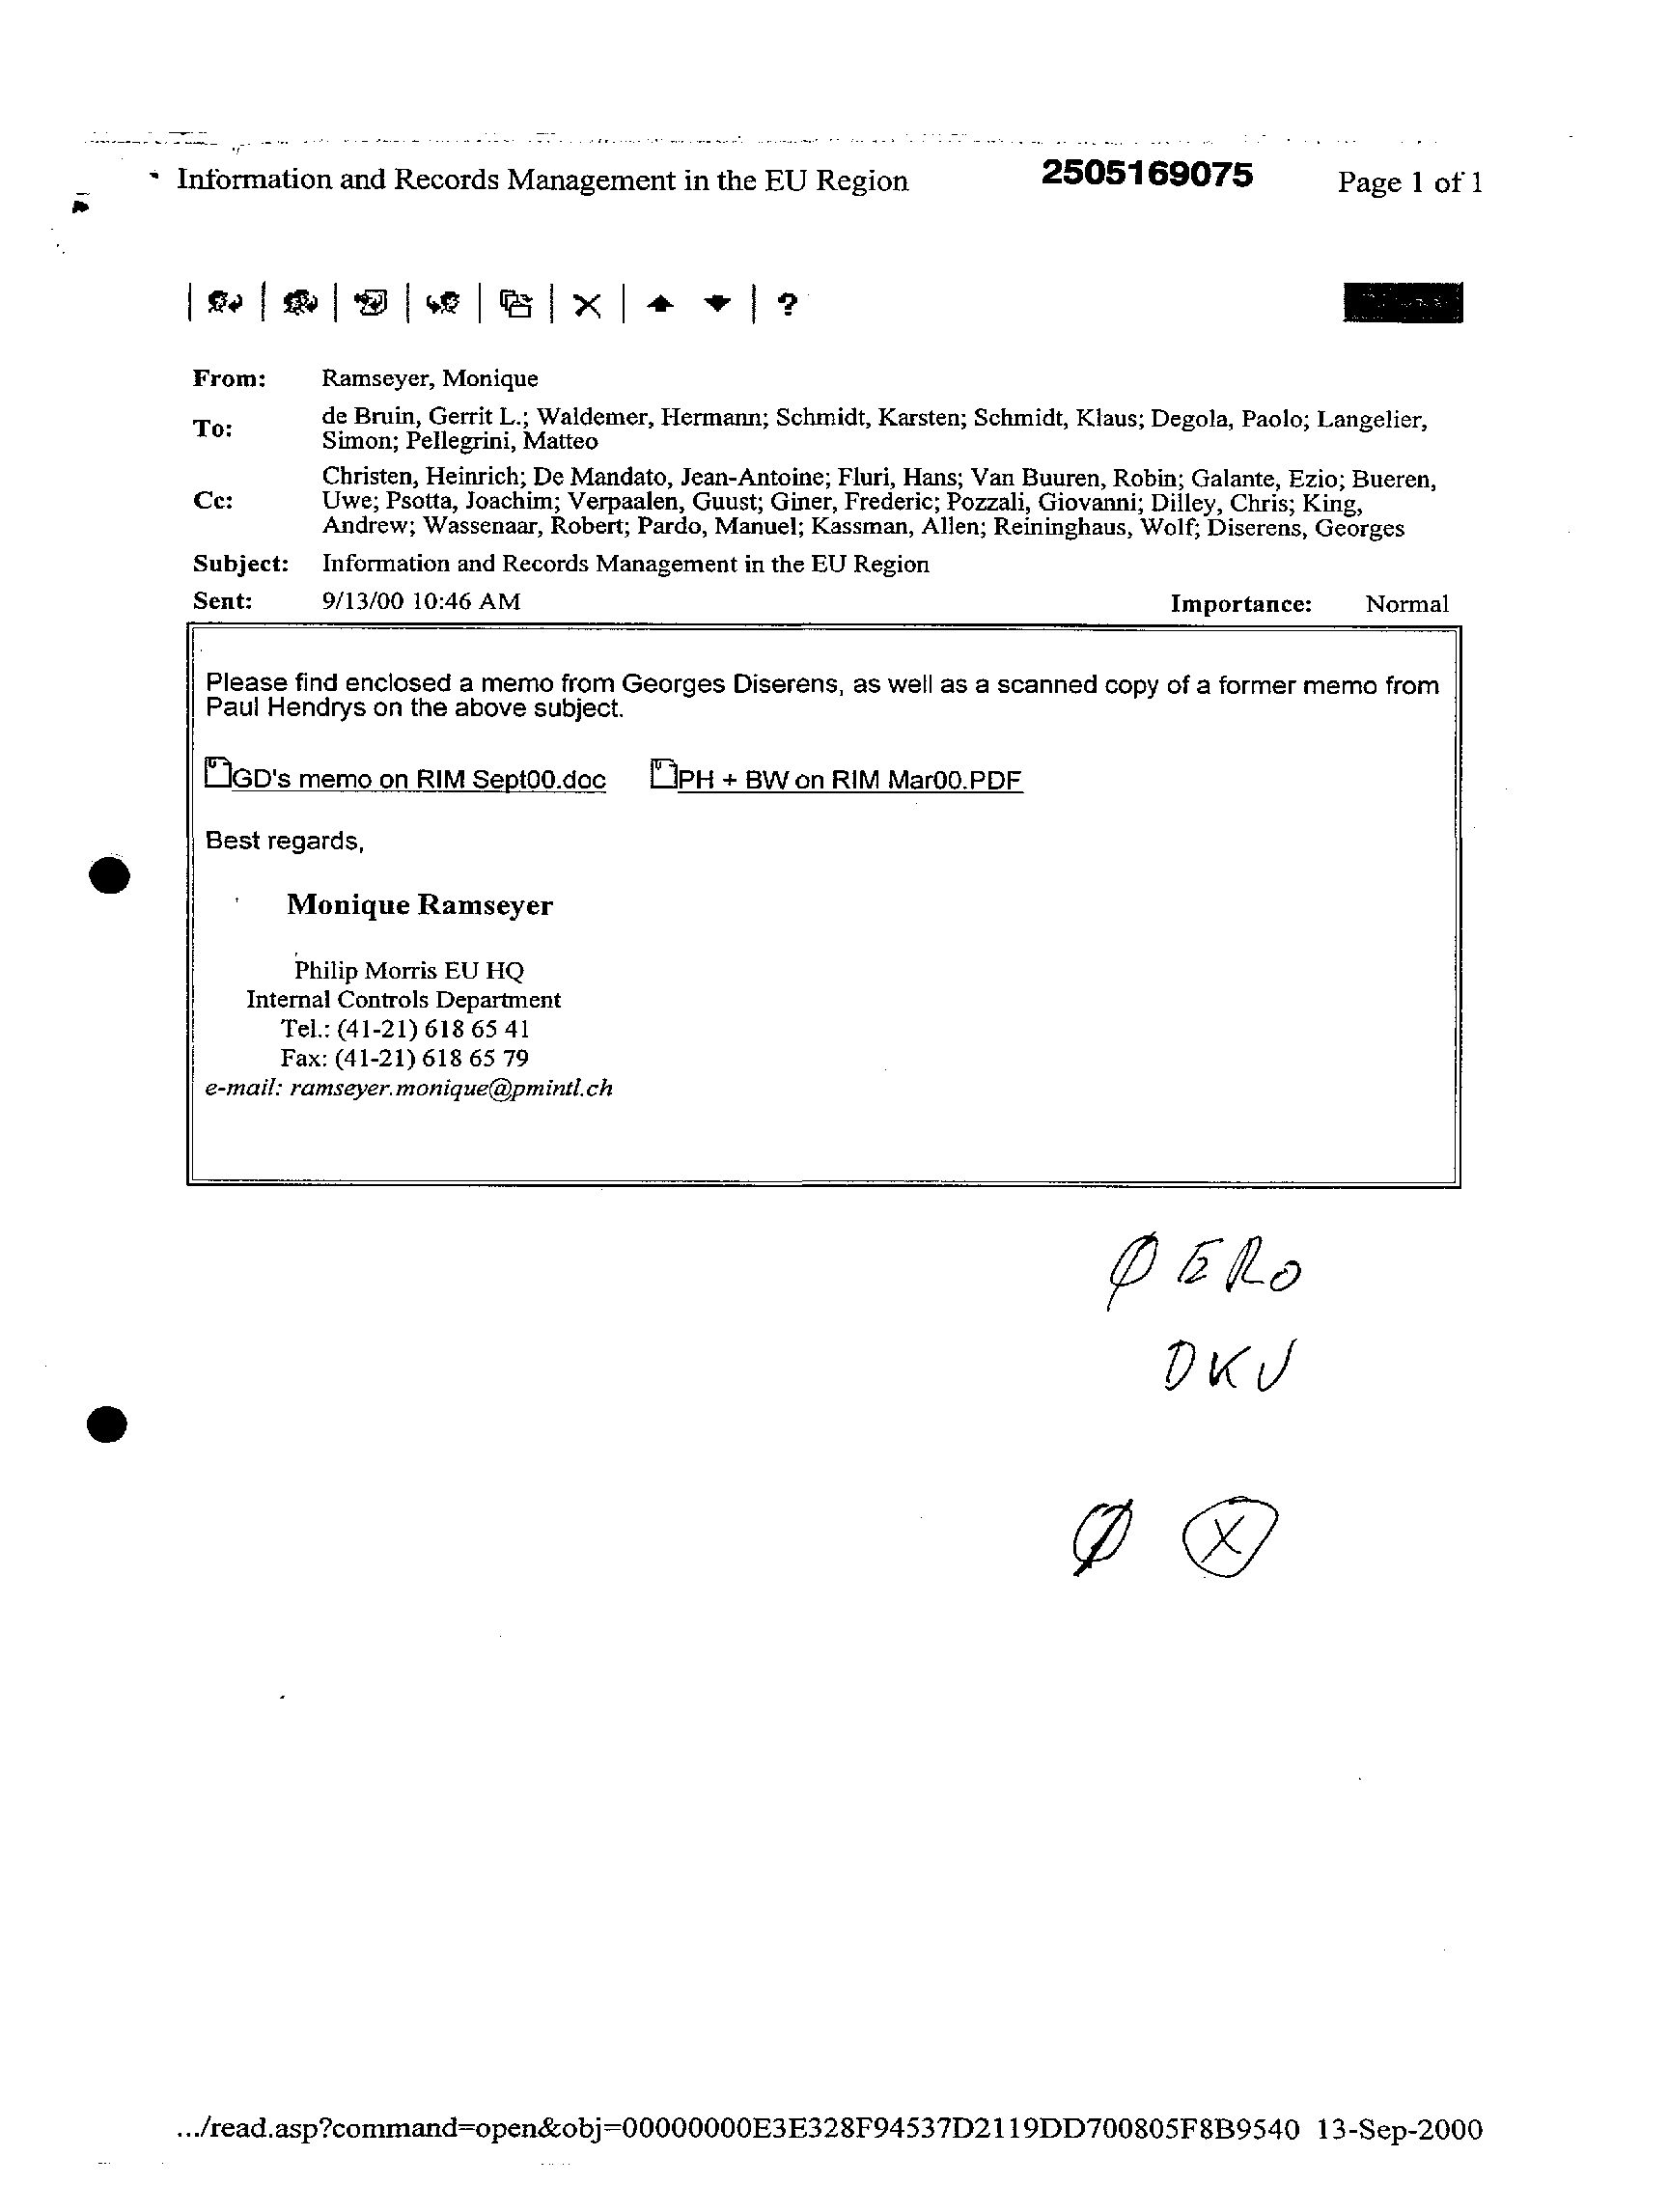 Information and Records Management in the EU Region 2505169075 Page 1 of 1
?
From: Ramseyer, Monique
To: de Bruin, Gerrit L.; Waldemer, Hermann; Schmidt, Karsten; Schmidt, Klaus; Degola, Paolo; Langelier,
Simon; Pellegrini, Matteo
Cc: Christen, Heinrich; De Mandato, Jean-Antoine; Fluri, Hans; Van Buuren, Robin; Galante, Ezio; Bueren,
Uwe; Psotta, Joachim; Verpaalen, Guust; Giner, Frederic; Pozzali, Giovanni; Dilley, Chris; King,
Andrew; Wassenaar, Robert; Pardo, Manuel; Kassman, Allen; Reininghaus, Wolf; Diserens, Georges
Subject: Information and Records Management in the EU Region
Sent: 9/13/00 10:46 AM Importance: Normal
Please find enclosed a memo from Georges Diserens, as well as a scanned copy of a former memo from
Paul Hendrys on the above subject.
GD's memo on RIM Sept00.doc PH + BW on RIM Mar00.PDF
Best regards,
Monique Ramseyer
Philip Morris EU HQ
Internal Controls Department
Tel.: (41-21) 618 65 41
Fax: (41-21) 618 65 79
e-mail: ramseyer.monique@pmintl.ch
Ø ERO
DKU
Ø X
.../read.asp?command=open&obj=00000000E3E328F94537D2119DD700805F8B9540 13-Sep-2000